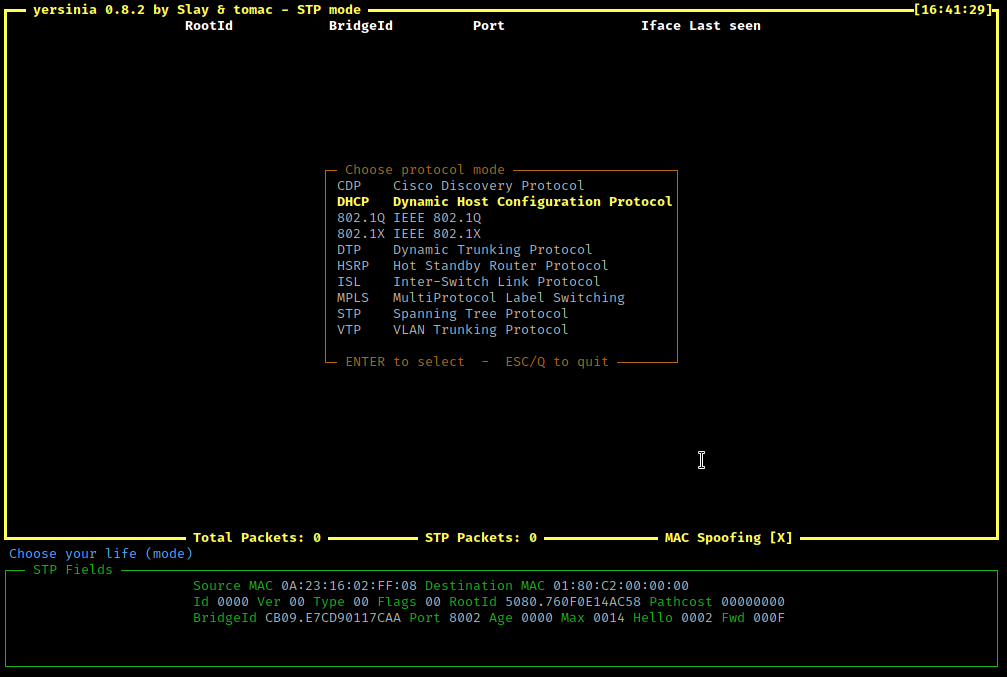 yersinia 0.8.2 by Slay & tomac - STP mode [16:41:29]
RootId BridgeId Port Iface Last seen
Choose protocol mode
CDP Cisco Discovery Protocol
DHCP Dynamic Host Configuration Protocol
802.1Q IEEE 802.1Q
802.1X IEEE 802.1X
DTP Dynamic Trunking Protocol
HSRP Hot Standby Router Protocol
ISL Inter-Switch Link Protocol
MPLS MultiProtocol Label Switching
STP Spanning Tree Protocol
VTP VLAN Trunking Protocol
ENTER to select - ESC/Q to quit
Total Packets: 0 STP Packets: 0 MAC Spoofing [X]
Choose your life (mode)
STP Fields
Source MAC 0A:23:16:02:FF:08 Destination MAC 01:80:C2:00:00:00
Id 0000 Ver 00 Type 00 Flags 00 RootId 5080.760F0E14AC58 Pathcost 00000000
BridgeId CB09.E7CD90117CAA Port 8002 Age 0000 Max 0014 Hello 0002 Fwd 000F